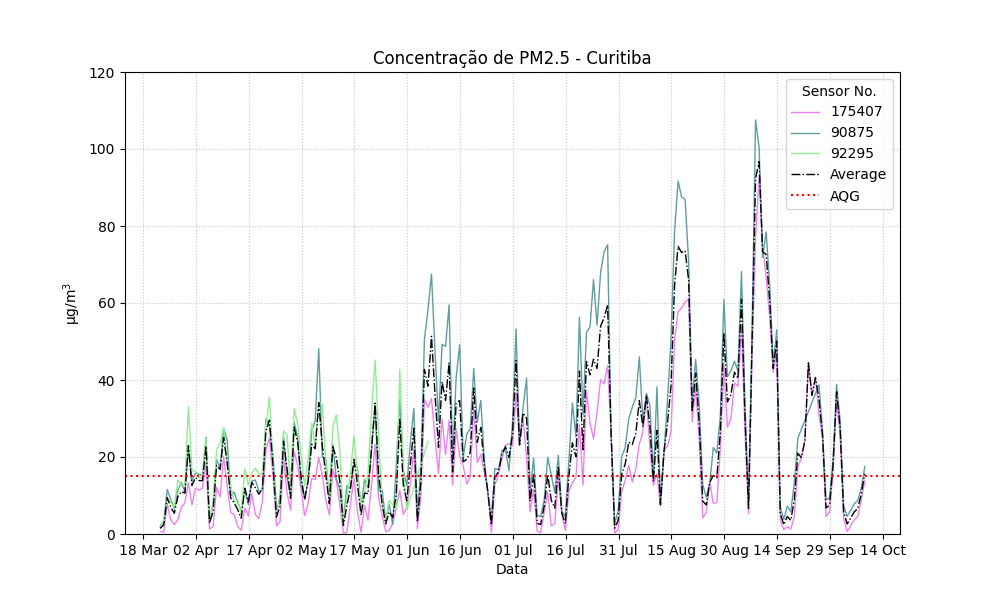 Concentração de PM2.5 - Curitiba
120
100
80
60
40
20
0
µg/m³
Sensor No.
175407
90875
92295
Average
AQG
18 Mar 02 Apr 17 Apr 02 May 17 May 01 Jun 16 Jun 01 Jul 16 Jul 31 Jul 15 Aug 30 Aug 14 Sep 29 Sep 14 Oct
Data